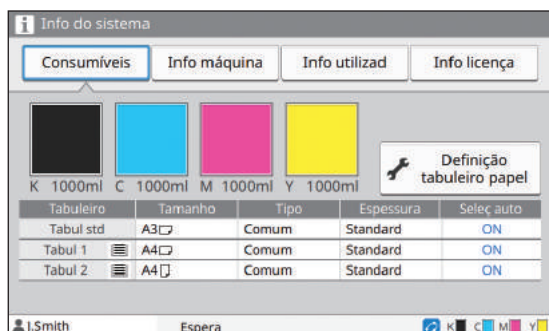 Info do sistema
Consumíveis Info máquina Info utilizad Info licença
K 1000ml C 1000ml M 1000ml Y 1000ml
Definição
tabuleiro papel
Tabuleiro Tamanho Tipo Espessura Seleç auto
Tabul std A3 Comum Standard ON
Tabul 1 A4 Comum Standard ON
Tabul 2 A4 Comum Standard ON
J.Smith Espera K C M Y